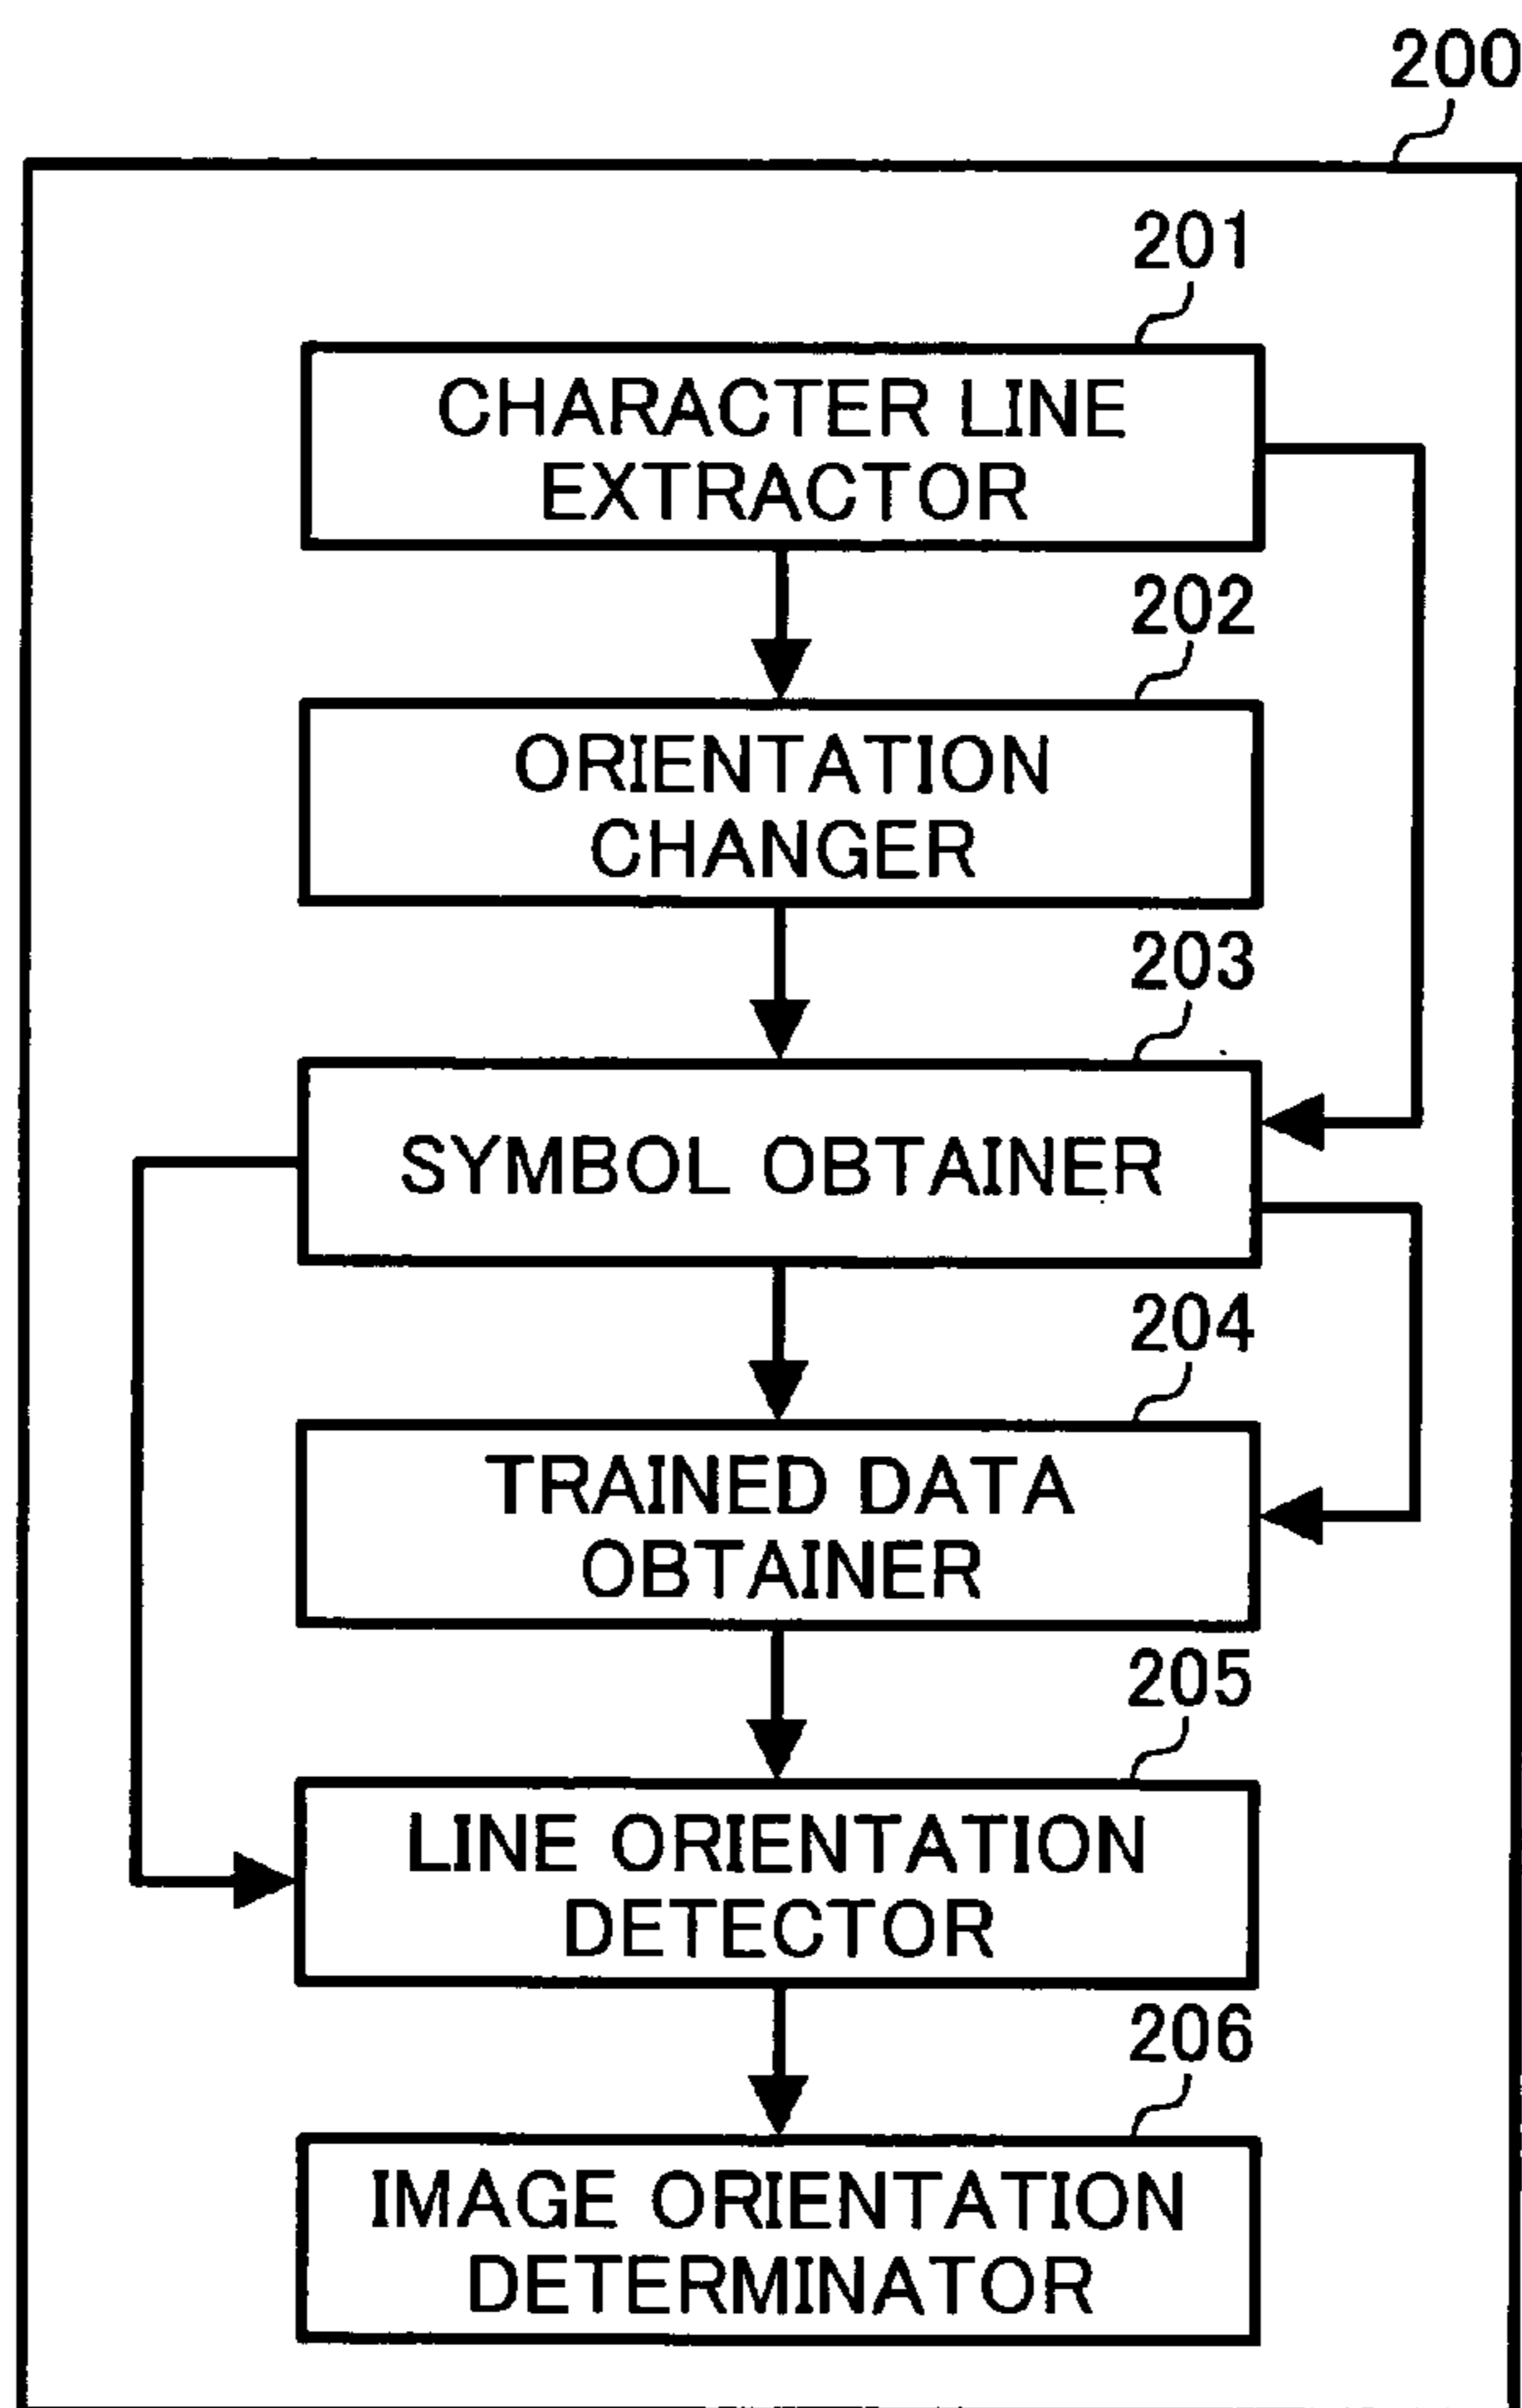 200
201
CHARACTER LINE
EXTRACTOR
202
ORIENTATION
CHANGER
203
SYMBOL OBTAINER
204
TRAINED DATA
OBTAINER
205
LINE ORIENTATION
DETECTOR
206
IMAGE ORIENTATION
DETERMINATOR